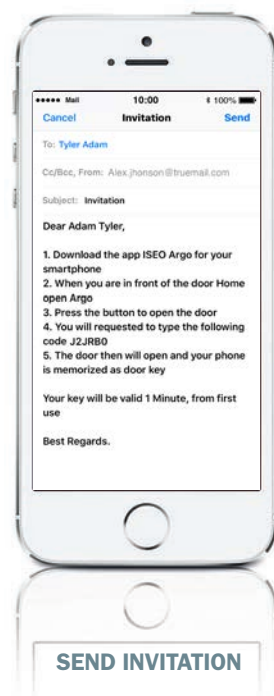 Mail 10:00 100%
Cancel Invitation Send
To: Tyler Adam
Cc/Bcc, From: Alex.jhonson@truemail.com
Subject: Invitation
Dear Adam Tyler,
1. Download the app ISEO Argo for your
smartphone
2. When you are in front of the door Home
open Argo
3. Press the button to open the door
4. You will requested to type the following
code J2JRB0
5. The door then will open and your phone
is memorized as door key
Your key will be valid 1 Minute, from first
use
Best Regards.
SEND INVITATION